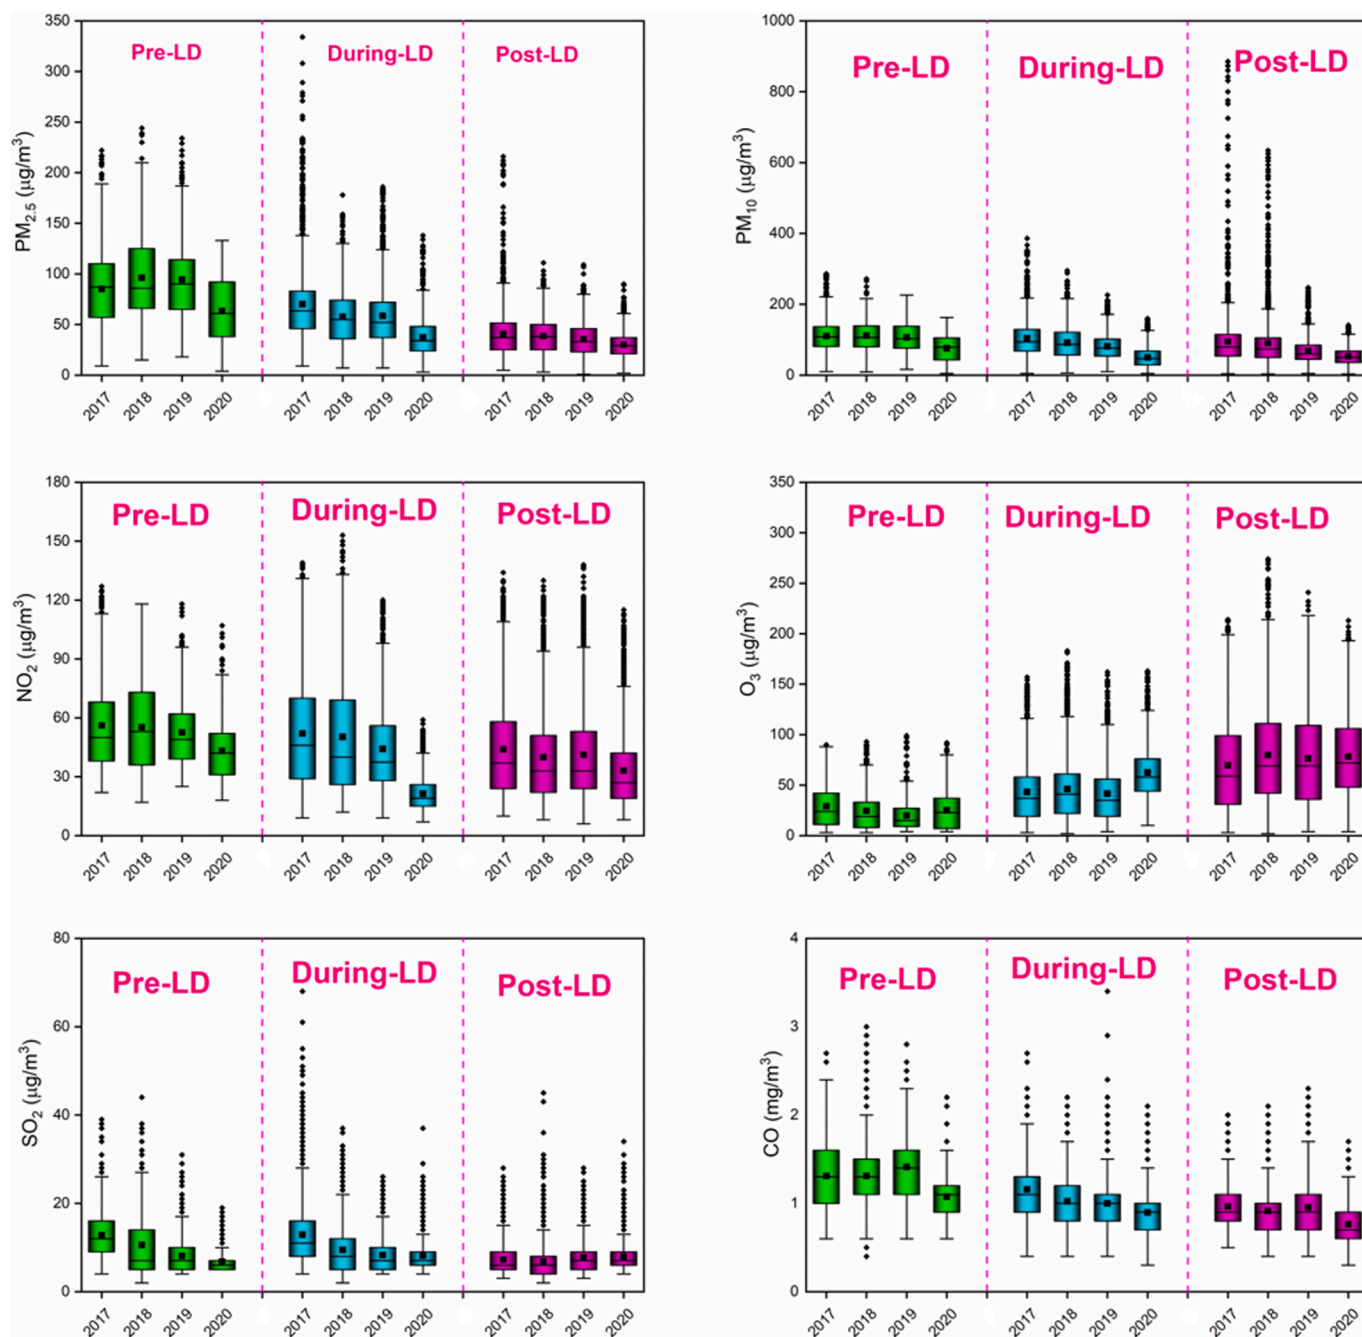 350
300
250
200
150
100
50
0
PM2.5 (μg/m3)
Pre-LD
During-LD
Post-LD
2017 2018 2019 2020 2017 2018 2019 2020 2017 2018 2019 2020
1000
800
600
400
200
0
PM10 (μg/m3)
Pre-LD
During-LD
Post-LD
2017 2018 2019 2020 2017 2018 2019 2020 2017 2018 2019 2020
180
150
120
90
60
30
0
NO2 (μg/m3)
Pre-LD
During-LD
Post-LD
2017 2018 2019 2020 2017 2018 2019 2020 2017 2018 2019 2020
350
300
250
200
150
100
50
0
O3 (μg/m3)
Pre-LD
During-LD
Post-LD
2017 2018 2019 2020 2017 2018 2019 2020 2017 2018 2019 2020
80
60
40
20
0
SO2 (μg/m3)
Pre-LD
During-LD
Post-LD
2017 2018 2019 2020 2017 2018 2019 2020 2017 2018 2019 2020
4
3
2
1
0
CO (mg/m3)
Pre-LD
During-LD
Post-LD
2017 2018 2019 2020 2017 2018 2019 2020 2017 2018 2019 2020